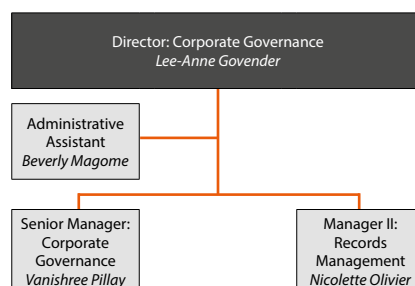 Director: Corporate Governance
Lee-Anne Govender
Administrative
Assistant
Beverly Magome
Senior Manager:
Corporate
Governance
Vanishree Pillay
Manager II:
Records
Management
Nicolette Olivier